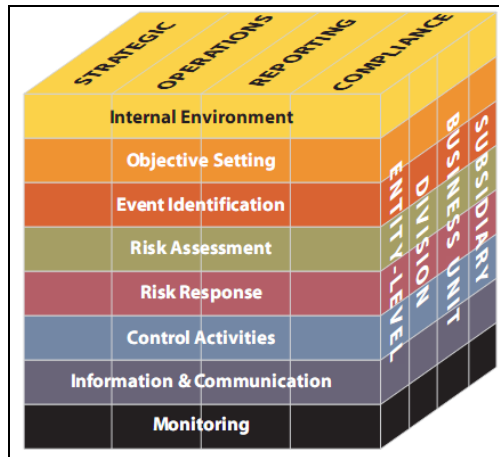 STRATEGIC
OPERATIONS
REPORTING
COMPLIANCE
Internal Environment
Objective Setting
Event Identification
Risk Assessment
Risk Response
Control Activities
Information & Communication
Monitoring
ENTITY-LEVEL
DIVISION
BUSINESS UNIT
SUBSIDIARY